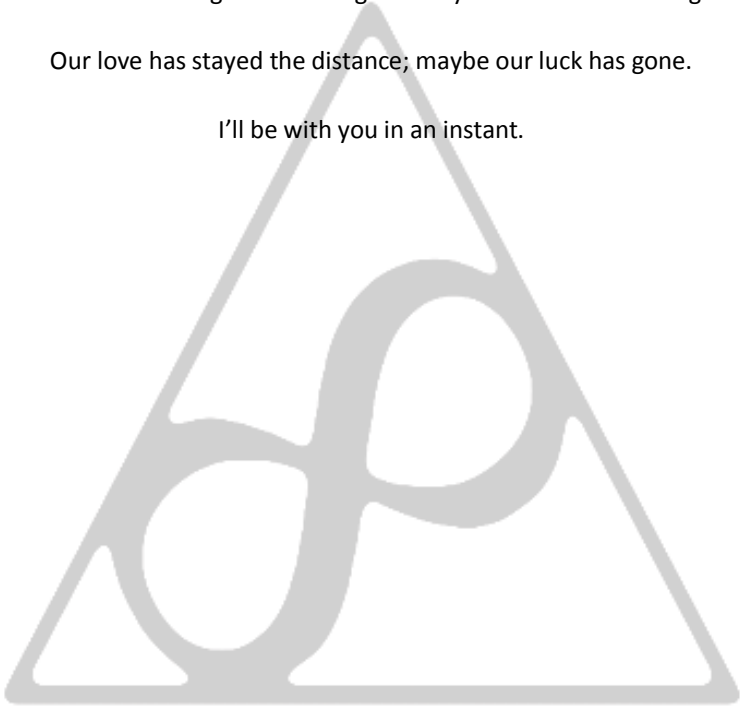 Our love has stayed the distance; maybe our luck has gone.
I’ll be with you in an instant.